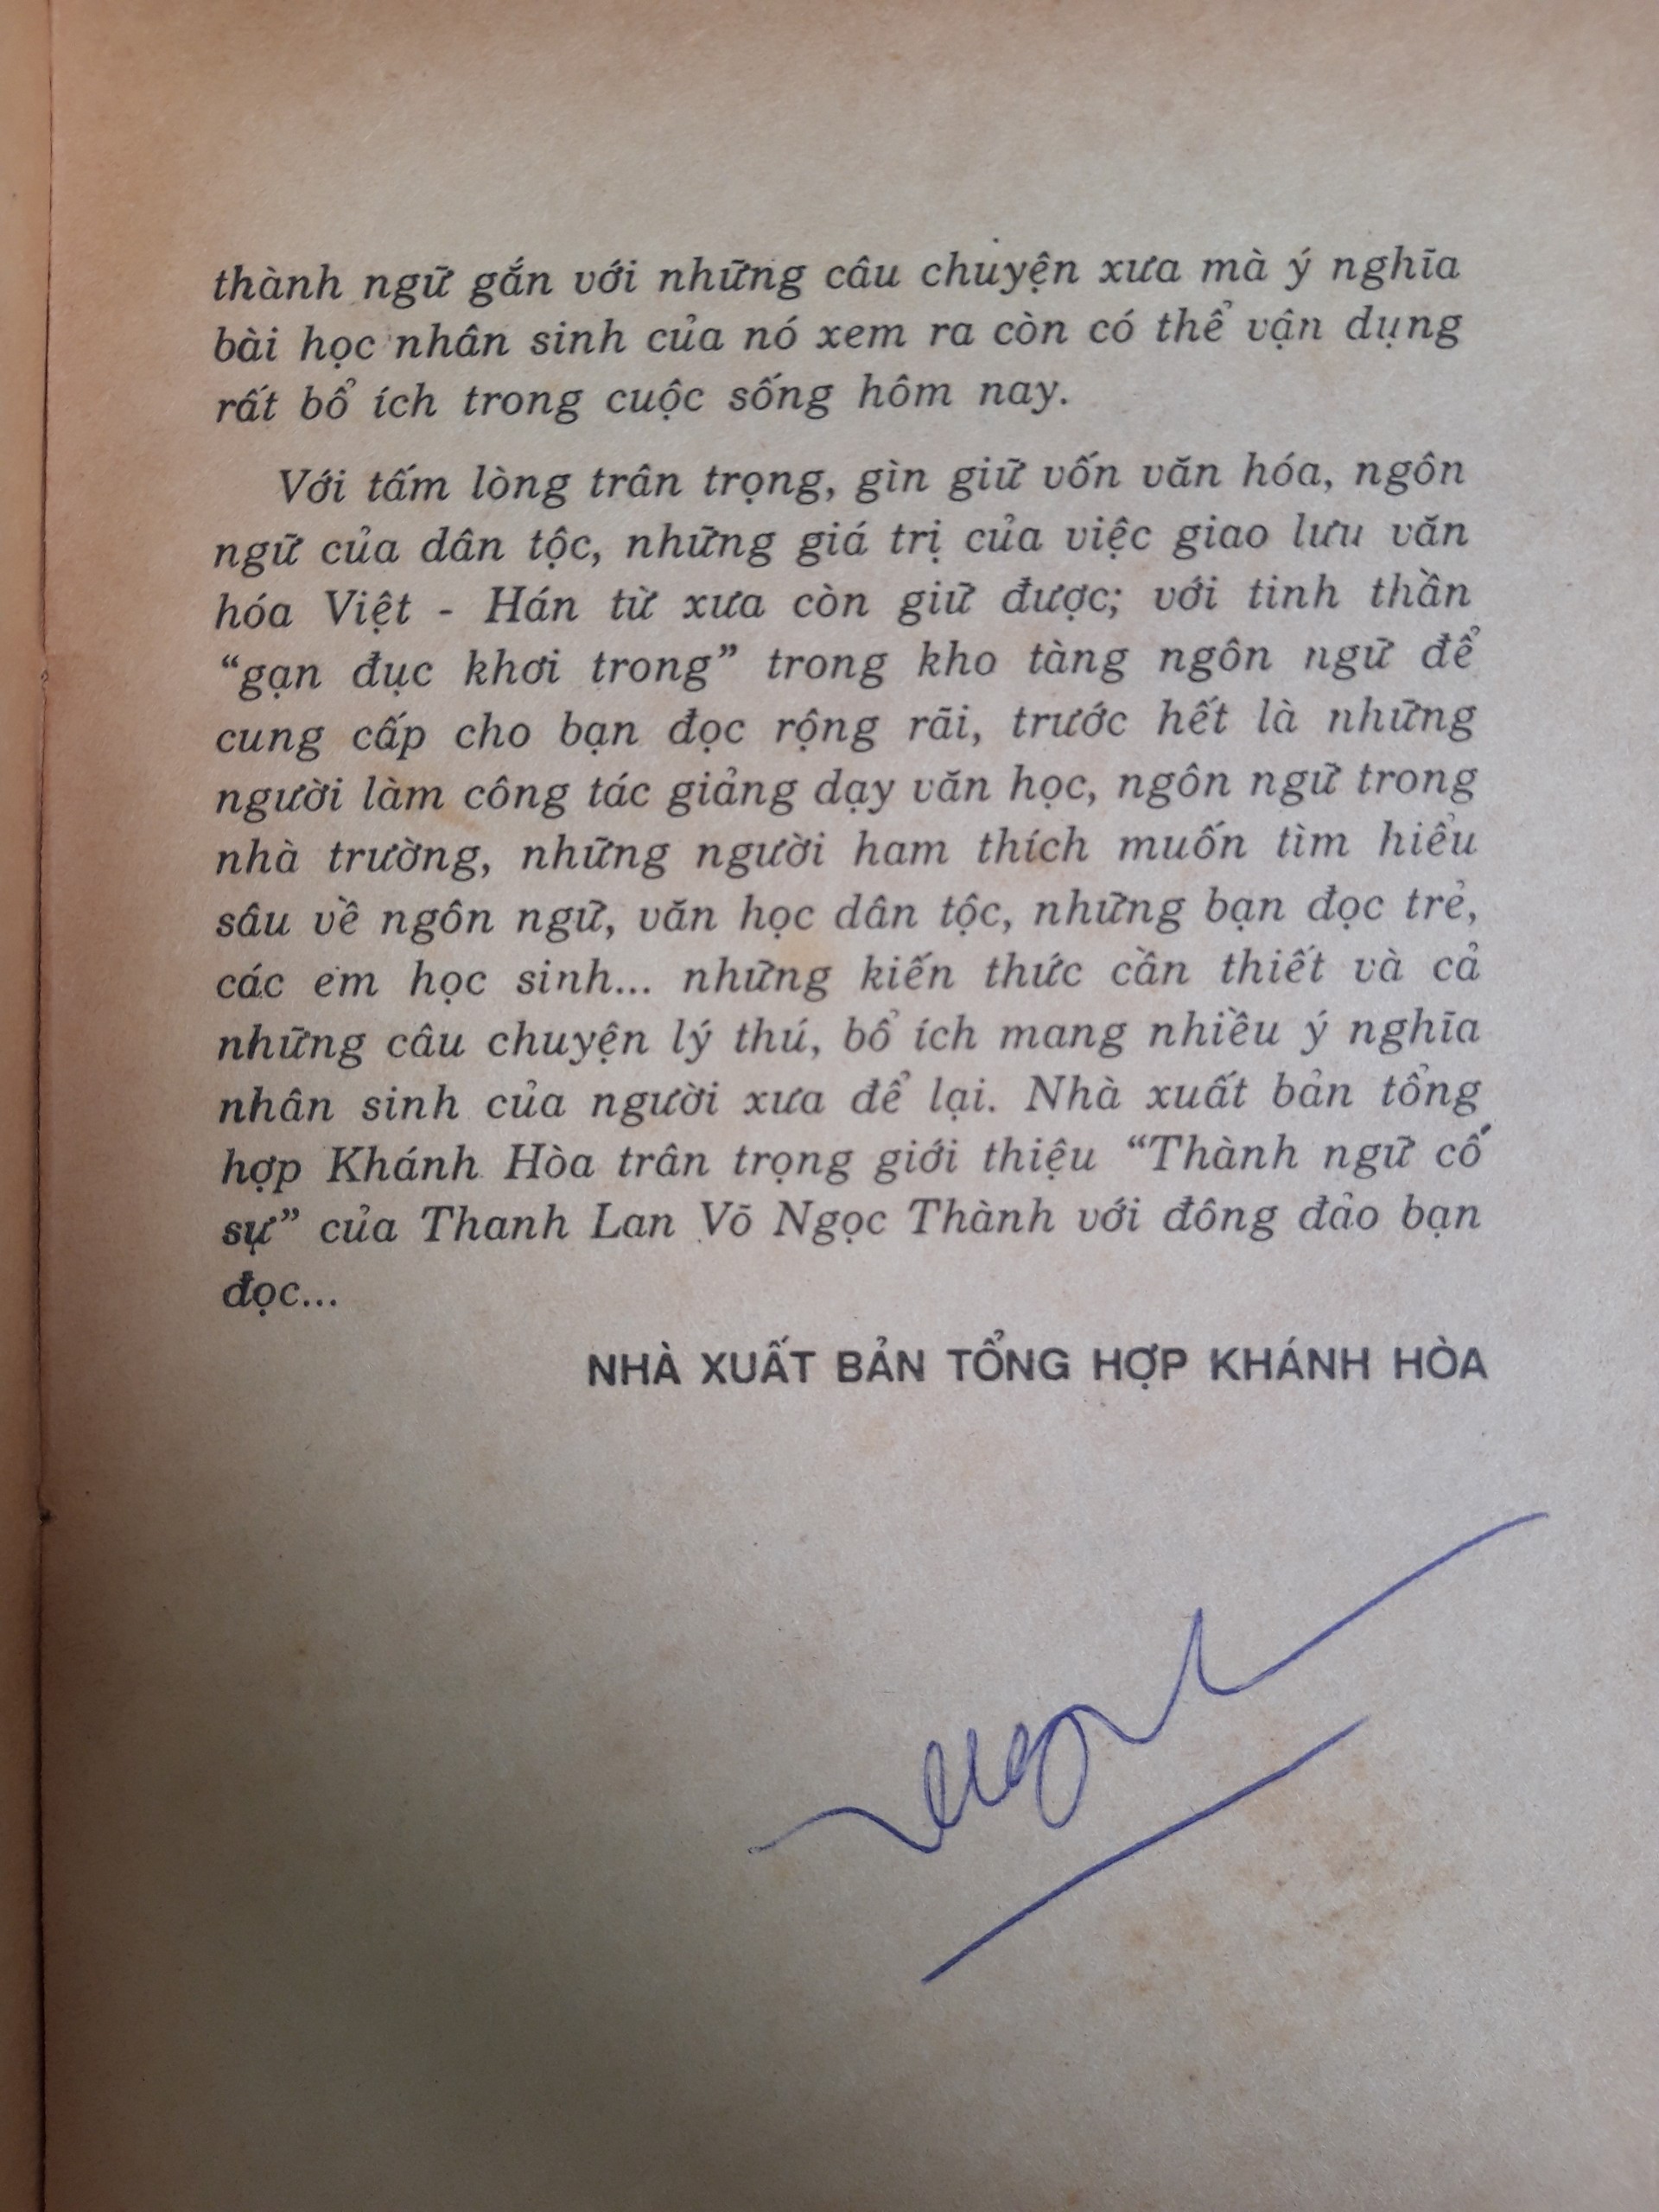 thành ngữ gắn với những câu chuyện xưa mà ý nghĩa
bài học nhân sinh của nó xem ra còn có thể vận dụng
rất bổ ích trong cuộc sống hôm nay.
Với tấm lòng trân trọng, gìn giữ vốn văn hóa, ngôn
ngữ của dân tộc, những giá trị của việc giao lưu văn
hóa Việt - Hán từ xưa còn giữ được; với tinh thần
“gạn đục khơi trong” trong kho tàng ngôn ngữ để
cung cấp cho bạn đọc rộng rãi, trước hết là những
người làm công tác giảng dạy văn học, ngôn ngữ trong
nhà trường, những người ham thích muốn tìm hiểu
sâu về ngôn ngữ, văn học dân tộc, những bạn đọc trẻ,
các em học sinh... những kiến thức cần thiết và cả
những câu chuyện lý thú, bổ ích mang nhiều ý nghĩa
nhân sinh của người xưa để lại. Nhà xuất bản tổng
hợp Khánh Hòa trân trọng giới thiệu “Thành ngữ cố
sự” của Thanh Lan Võ Ngọc Thành với đông đảo bạn
đọc...
NHÀ XUẤT BẢN TỔNG HỢP KHÁNH HÒA